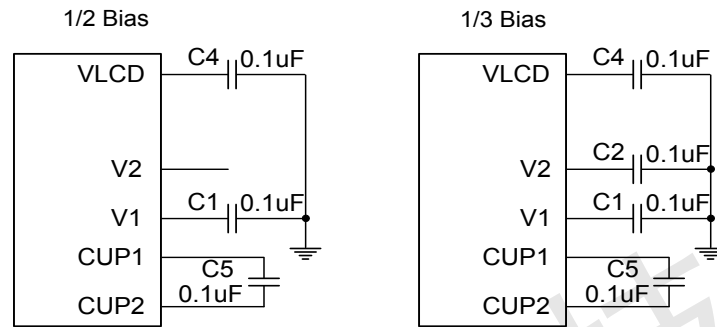 1/2 Bias
VLCD
C4
0.1uF
V2
V1
C1
0.1uF
CUP1
C5
0.1uF
CUP2
1/3 Bias
VLCD
C4
0.1uF
V2
C2
0.1uF
V1
C1
0.1uF
CUP1
C5
0.1uF
CUP2